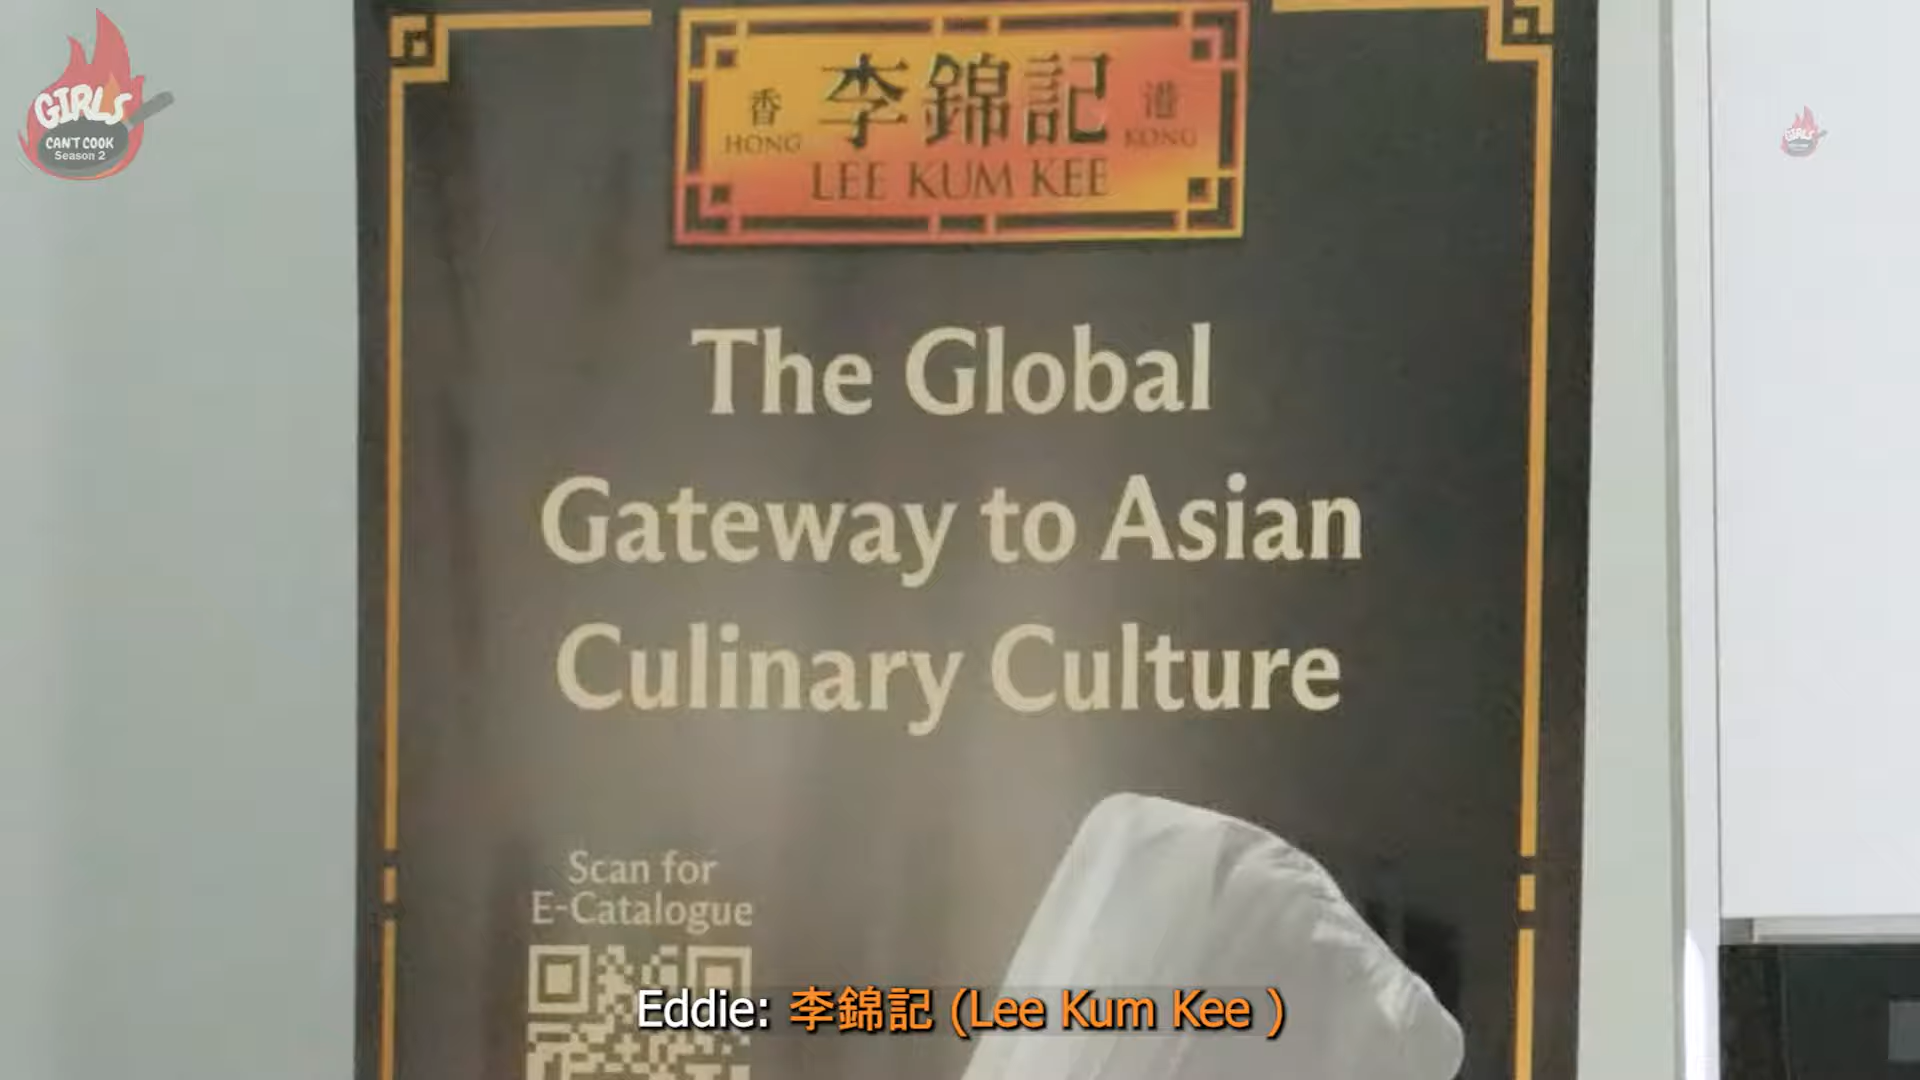 GIRLS
CAN'T COOK
Season 2
GIRLS
香 李錦記 港
HONG KONG
LEE KUM KEE
The Global
Gateway to Asian
Culinary Culture
Scan for
E-Catalogue
Eddie: 李錦記 (Lee Kum Kee )